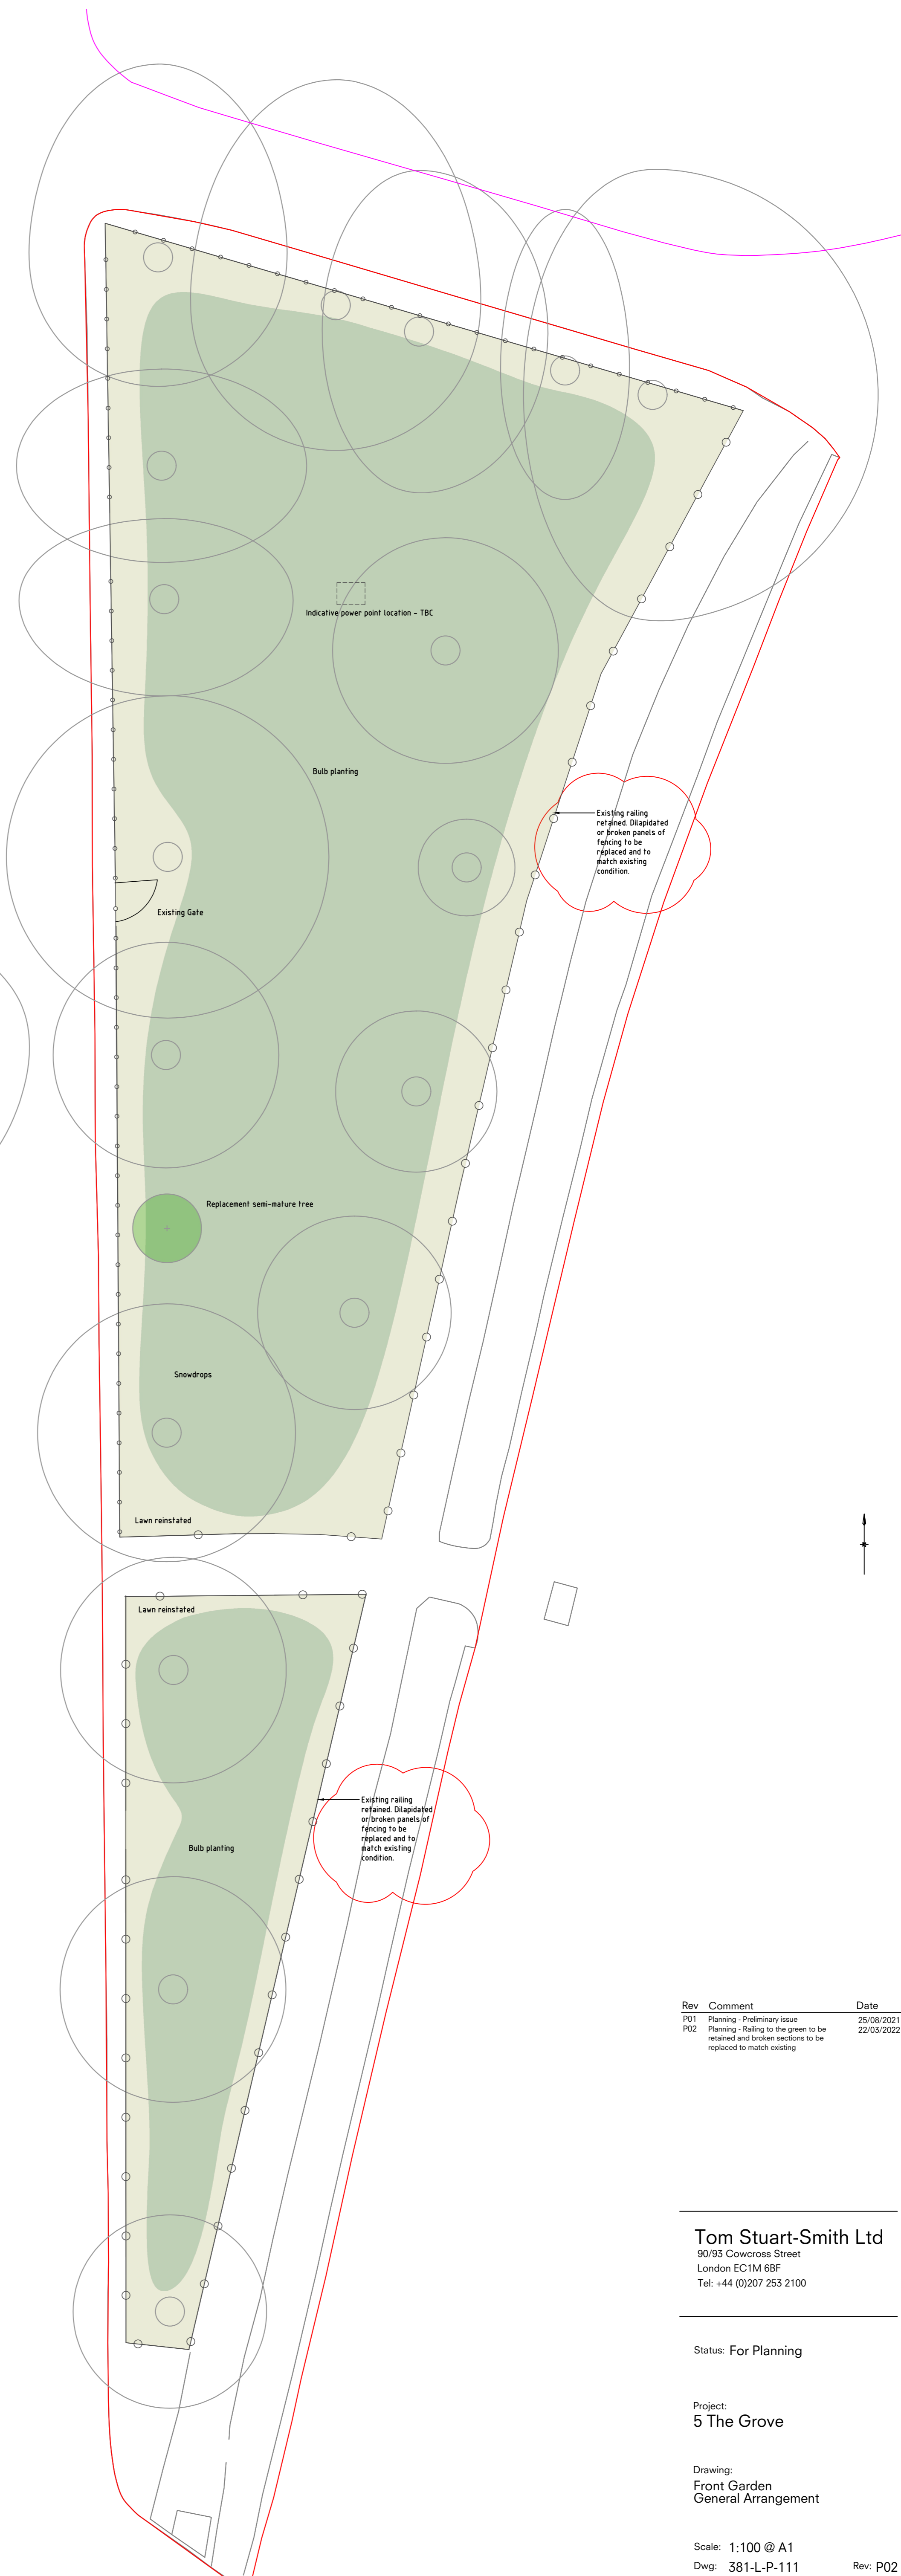 Indicative power point location - TBC
Bulb planting
Existing railing
retained. Dilapidated
or broken panels of
fencing to be
replaced and to
match existing
condition.
Existing Gate
Replacement semi-mature tree
Snowdrops
Lawn reinstated
Lawn reinstated
Existing railing
retained. Dilapidated
or broken panels of
fencing to be
replaced and to
match existing
condition.
Bulb planting
Rev Comment Date
P01 Planning - Preliminary issue 25/08/2021
P02 Planning - Railing to the green to be 22/03/2022
retained and broken sections to be
replaced to match existing
Tom Stuart-Smith Ltd
90/93 Cowcross Street
London EC1M 6BF
Tel: +44 (0)207 253 2100
Status: For Planning
Project:
5 The Grove
Drawing:
Front Garden
General Arrangement
Scale: 1:100 @ A1
Dwg: 381-L-P-111 Rev: P02